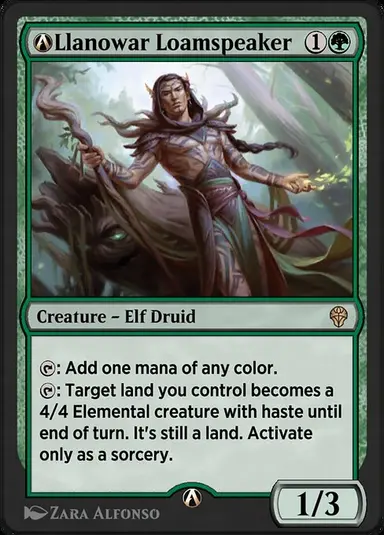 Llanowar Loamspeaker 1
Creature – Elf Druid
: Add one mana of any color.
: Target land you control becomes a
4/4 Elemental creature with haste until
end of turn. It's still a land. Activate
only as a sorcery.
1/3
Zara Alfonso